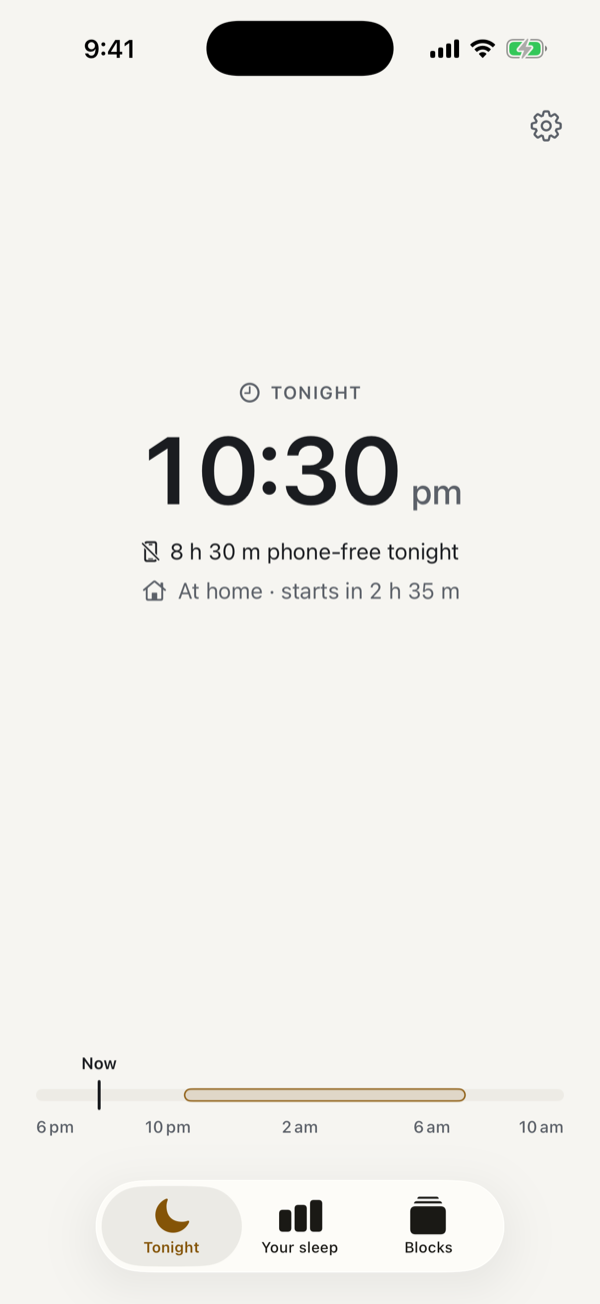 9:41
TONIGHT
10:30 pm
8 h 30 m phone-free tonight
At home · starts in 2 h 35 m
Now
6 pm 10 pm 2 am 6 am 10 am
Tonight Your sleep Blocks